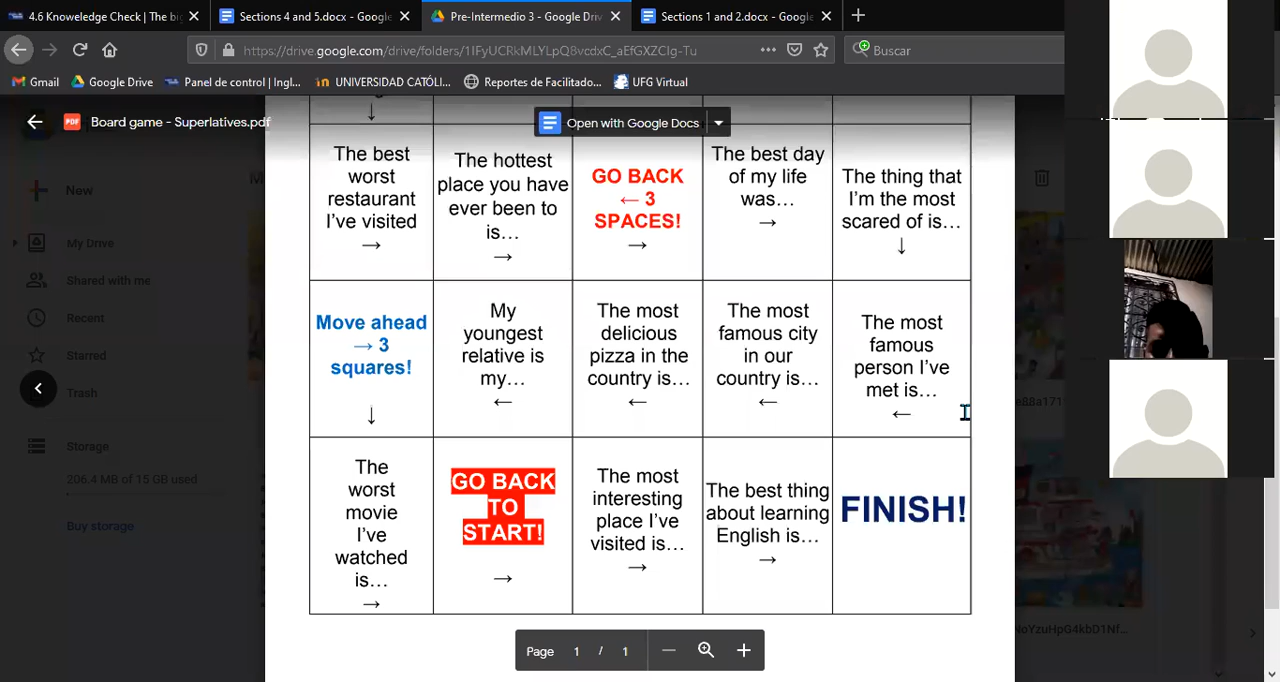 4.6 Knowledge Check | The big
Sections 4 and 5.docx - Google
Pre-Intermedio 3 - Google Driv
Sections 1 and 2.docx - Google
https://drive.google.com/drive/folders/1IFyUCRkMLYLpQ8vcdxC_aEfGXZCIg-Tu
Buscar
Gmail
Google Drive
Panel de control | Ingl...
UNIVERSIDAD CATÓLI...
Reportes de Facilitado...
UFG Virtual
PDF
Board game - Superlatives.pdf
Open with Google Docs
New
My Drive
Shared with me
Recent
Starred
Trash
Storage
206.4 MB of 15 GB used
Buy storage
↓
The best
worst
restaurant
I've visited
→
The hottest
place you have
ever been to
is...
→
GO BACK
← 3
SPACES!
→
The best day
of my life
was...
→
The thing that
I'm the most
scared of is...
↓
Move ahead
→ 3
squares!
↓
My
youngest
relative is
my...
←
The most
delicious
pizza in the
country is...
←
The most
famous city
in our
country is...
←
The most
famous
person I've
met is...
←
The
worst
movie
I've
watched
is...
→
GO BACK
TO
START!
→
The most
interesting
place I've
visited is...
→
The best thing
about learning
English is...
→
FINISH!
Page 1 / 1